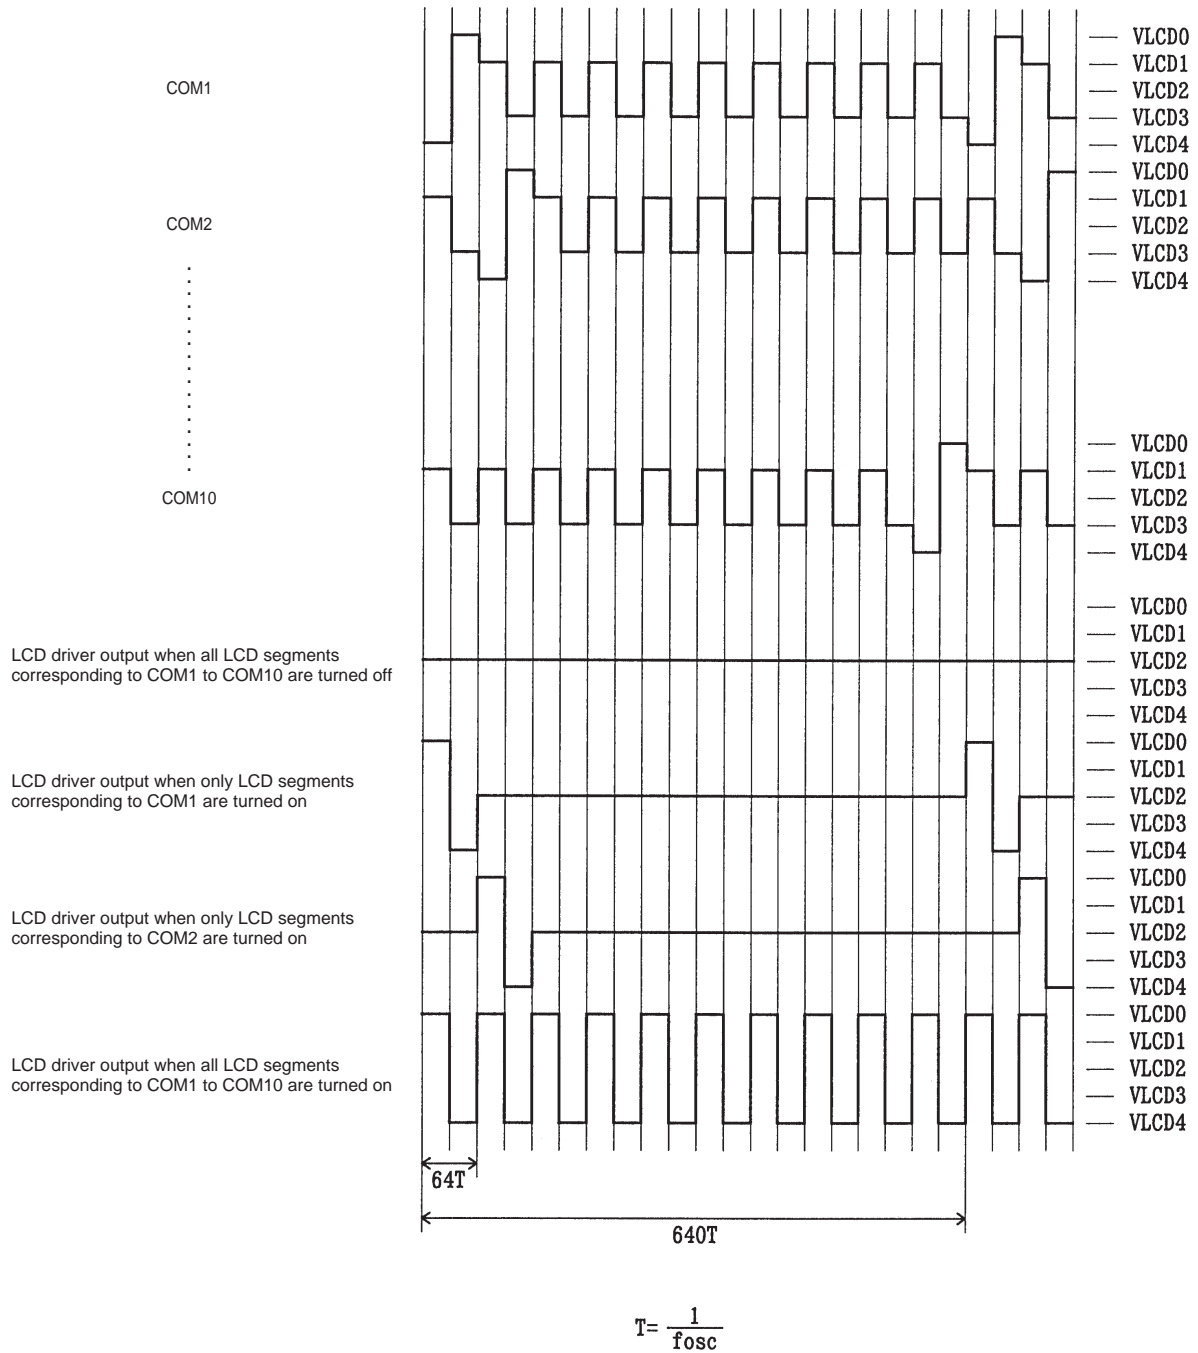 COM1
VLCD0
VLCD1
VLCD2
VLCD3
VLCD4
COM2
VLCD0
VLCD1
VLCD2
VLCD3
VLCD4
COM10
VLCD0
VLCD1
VLCD2
VLCD3
VLCD4
LCD driver output when all LCD segments
corresponding to COM1 to COM10 are turned off
VLCD0
VLCD1
VLCD2
VLCD3
VLCD4
LCD driver output when only LCD segments
corresponding to COM1 are turned on
VLCD0
VLCD1
VLCD2
VLCD3
VLCD4
LCD driver output when only LCD segments
corresponding to COM2 are turned on
VLCD0
VLCD1
VLCD2
VLCD3
VLCD4
LCD driver output when all LCD segments
corresponding to COM1 to COM10 are turned on
VLCD0
VLCD1
VLCD2
VLCD3
VLCD4
64T
640T
T= 1
fosc